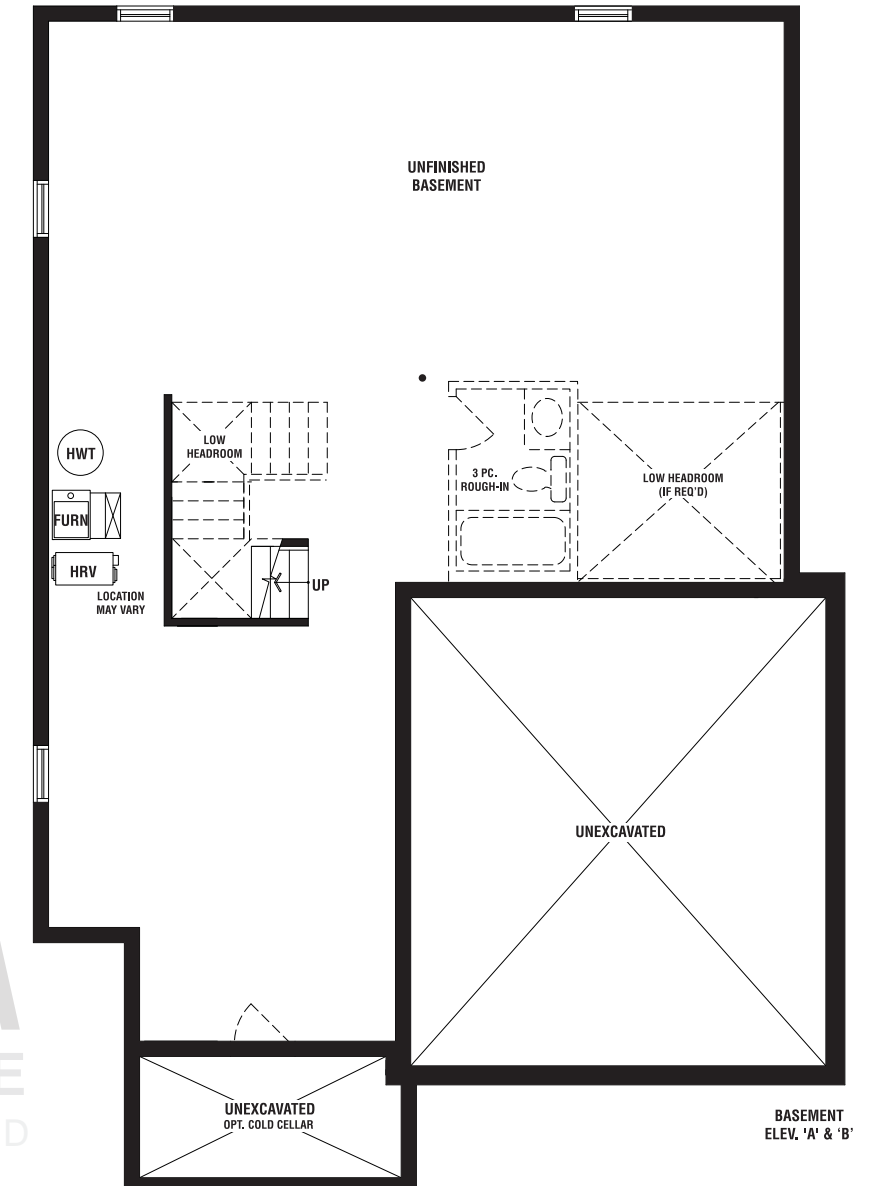 UNFINISHED
BASEMENT
LOW
HEADROOM
HWT
3 PC.
ROUGH-IN
LOW HEADROOM
(IF REQ'D)
FURN
HRV
UP
LOCATION
MAY VARY
UNEXCAVATED
A
E
D
UNEXCAVATED
OPT. COLD CELLAR
BASEMENT
ELEV. 'A' & 'B'